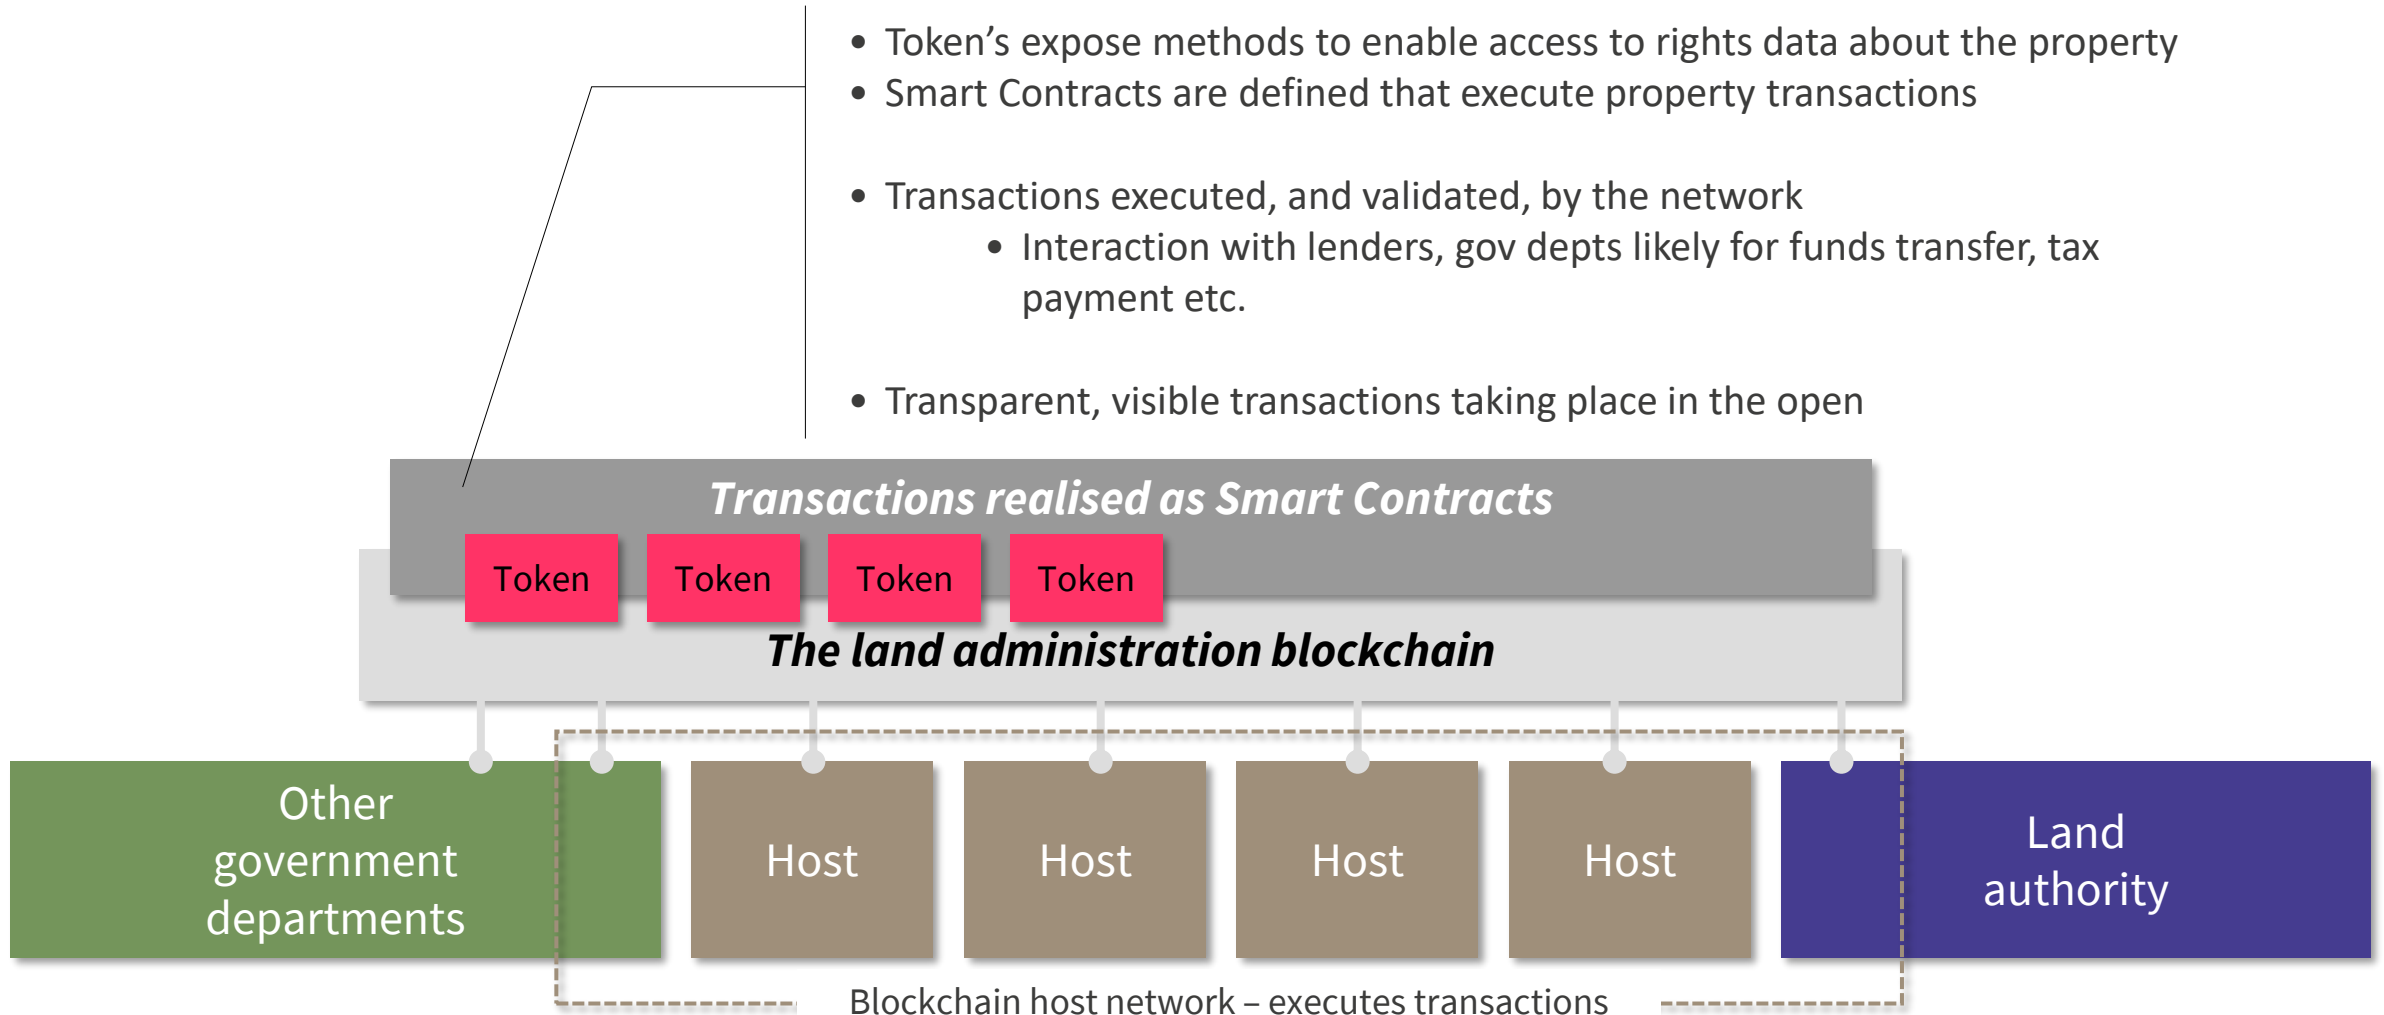 • Token’s expose methods to enable access to rights data about the property
• Smart Contracts are defined that execute property transactions
• Transactions executed, and validated, by the network
• Interaction with lenders, gov depts likely for funds transfer, tax
payment etc.
• Transparent, visible transactions taking place in the open
Transactions realised as Smart Contracts
Token
Token
Token
Token
The land administration blockchain
Other
government
departments
Host
Host
Host
Host
Land
authority
Blockchain host network – executes transactions